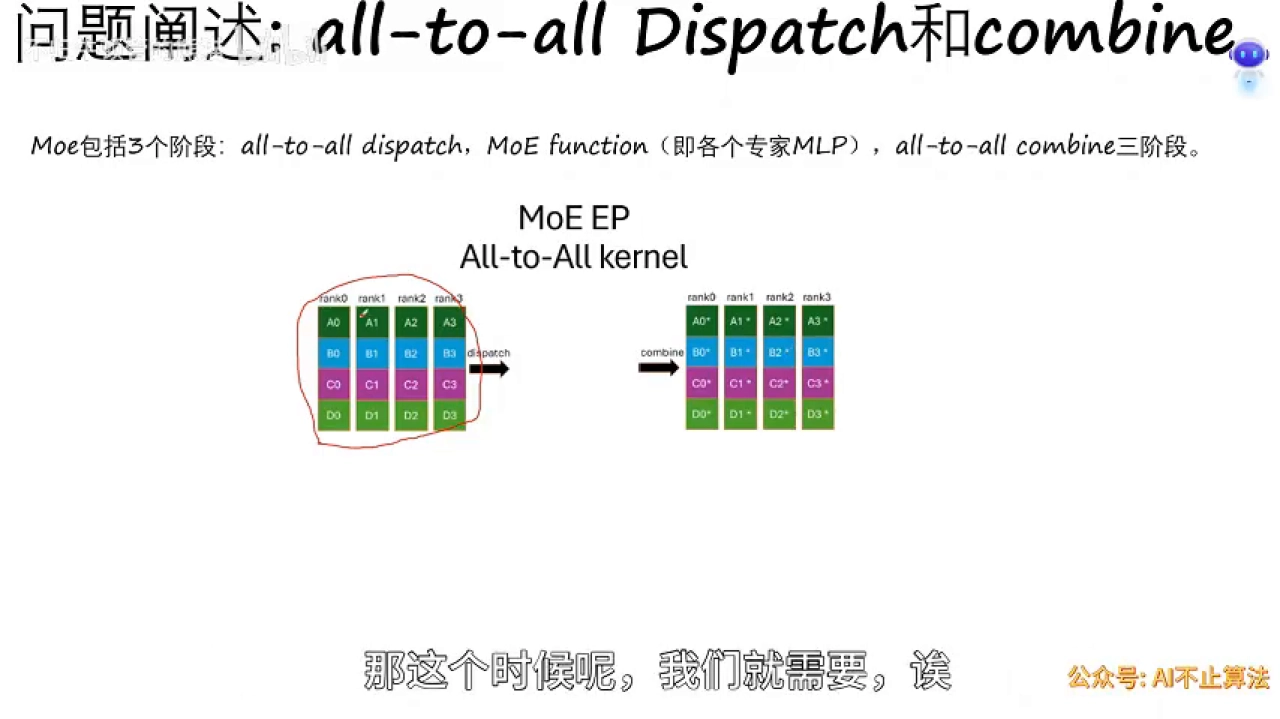 问题阐述: all-to-all Dispatch和combine
Moe包括3个阶段：all-to-all dispatch，MoE function（即各个专家MLP），all-to-all combine三阶段。
MoE EP
All-to-All kernel
rank0 rank1 rank2 rank3
A0 A1 A2 A3
B0 B1 B2 B3
C0 C1 C2 C3
D0 D1 D2 D3
dispatch
combine
rank0 rank1 rank2 rank3
A0* A1* A2* A3*
B0* B1* B2* B3*
C0* C1* C2* C3*
D0* D1* D2* D3*
那这个时候呢，我们就需要，诶
公众号: AI不止算法